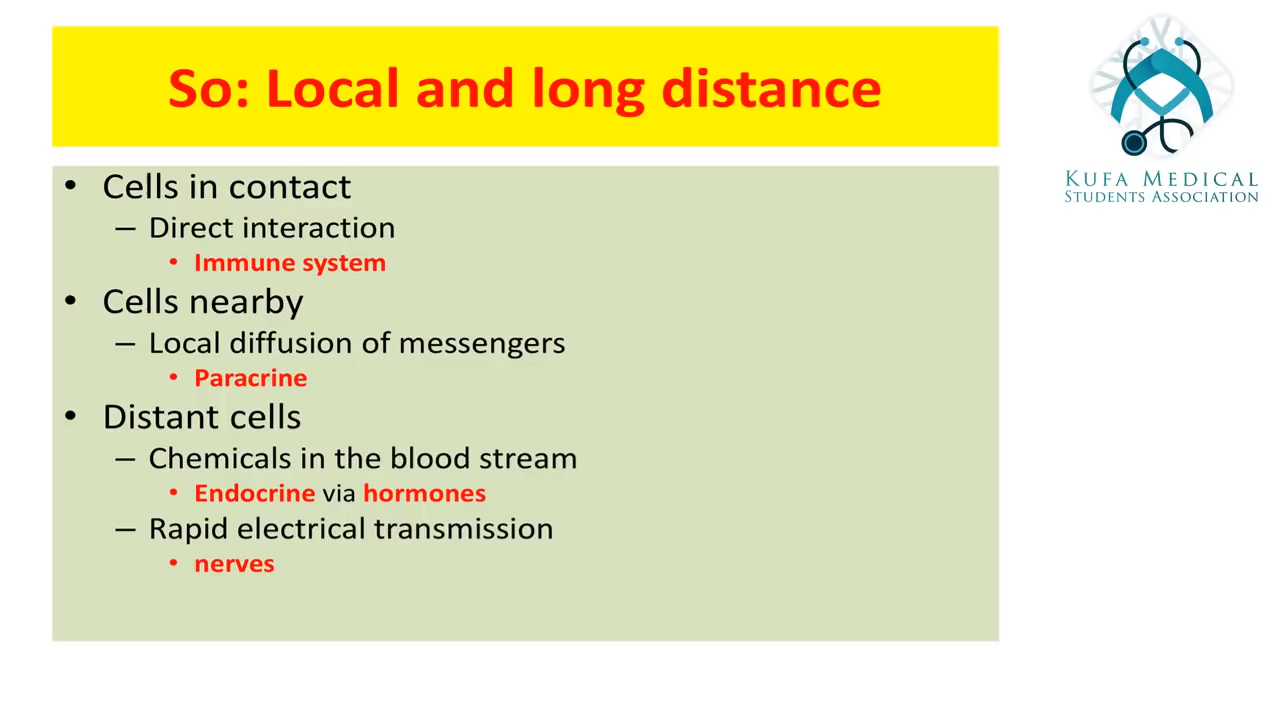 So: Local and long distance
• Cells in contact
– Direct interaction
• Immune system
• Cells nearby
– Local diffusion of messengers
• Paracrine
• Distant cells
– Chemicals in the blood stream
• Endocrine via hormones
– Rapid electrical transmission
• nerves
KUFA MEDICAL
STUDENTS ASSOCIATION